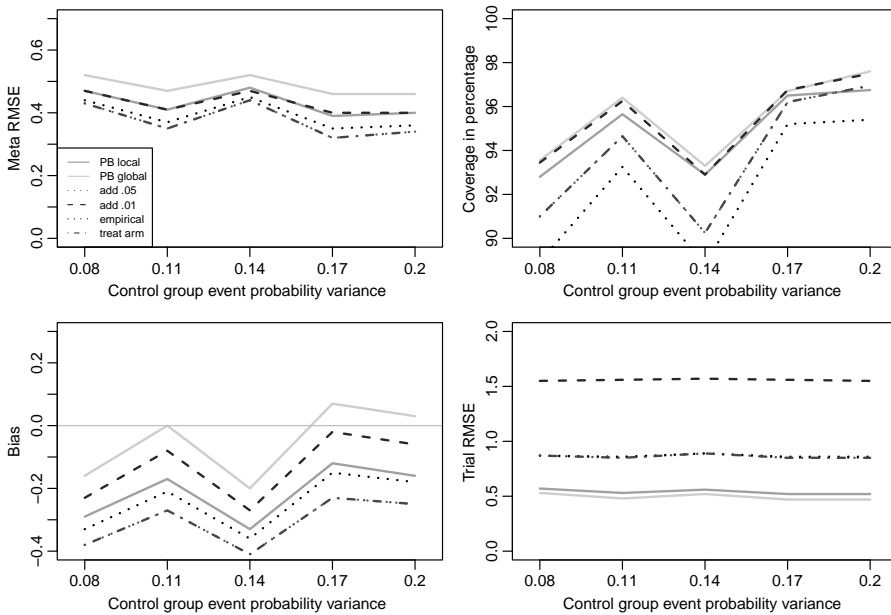 Meta RMSE
0.0 0.2 0.4 0.6
PB local
PB global
add .05
add .01
empirical
treat arm
0.08 0.11 0.14 0.17 0.2
Control group event probability variance
Coverage in percentage
90 92 94 96 98 100
0.08 0.11 0.14 0.17 0.2
Control group event probability variance
Bias
−0.4 −0.2 0.0 0.2
0.08 0.11 0.14 0.17 0.2
Control group event probability variance
Trial RMSE
0.0 0.5 1.0 1.5 2.0
0.08 0.11 0.14 0.17 0.2
Control group event probability variance